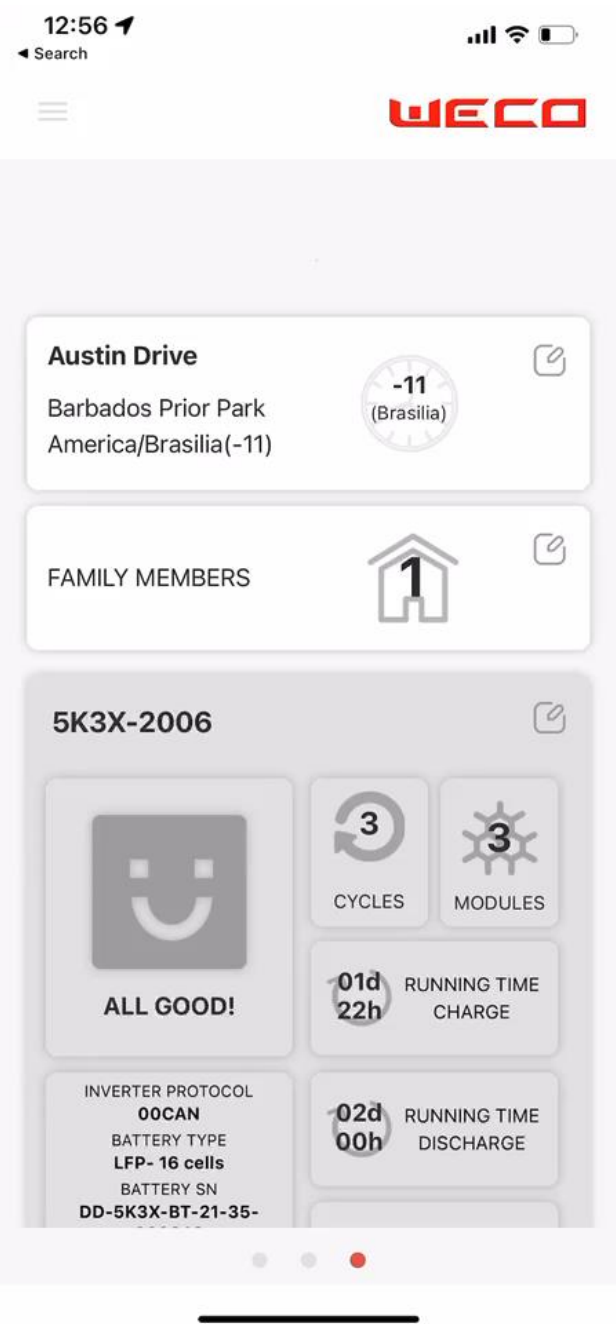 12:56
◀ Search
WECO
Austin Drive
-11
(Brasilia)
Barbados Prior Park
America/Brasilia(-11)
FAMILY MEMBERS
1
5K3X-2006
3
CYCLES
3
MODULES
ALL GOOD!
01d
22h
RUNNING TIME
CHARGE
INVERTER PROTOCOL
00CAN
BATTERY TYPE
LFP- 16 cells
BATTERY SN
DD-5K3X-BT-21-35-
02d
00h
RUNNING TIME
DISCHARGE